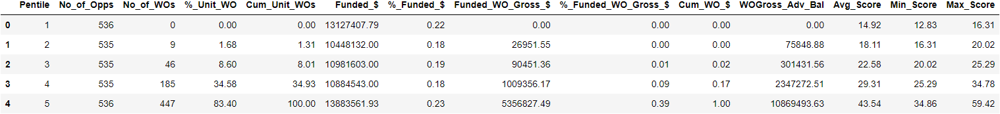 Pentile No_of_Opps No_of_WOs %_Unit_WO Cum_Unit_WOs Funded_$ %_Funded_$ Funded_WO_Gross_$ %_Funded_WO_Gross_$ Cum_WO_$ WOGross_Adv_Bal Avg_Score Min_Score Max_Score
0 1 536 0 0.00 0.00 13127407.79 0.22 0.00 0.00 0.00 0.00 14.92 12.83 16.31
1 2 535 9 1.68 1.31 10448132.00 0.18 26951.55 0.00 0.00 75848.88 18.11 16.31 20.02
2 3 535 46 8.60 8.01 10981603.00 0.19 90451.36 0.01 0.02 301431.56 22.58 20.02 25.29
3 4 535 185 34.58 34.93 10884543.00 0.18 1009356.17 0.09 0.17 2347272.51 29.31 25.29 34.78
4 5 536 447 83.40 100.00 13883561.93 0.23 5356827.49 0.39 1.00 10869493.63 43.54 34.86 59.42